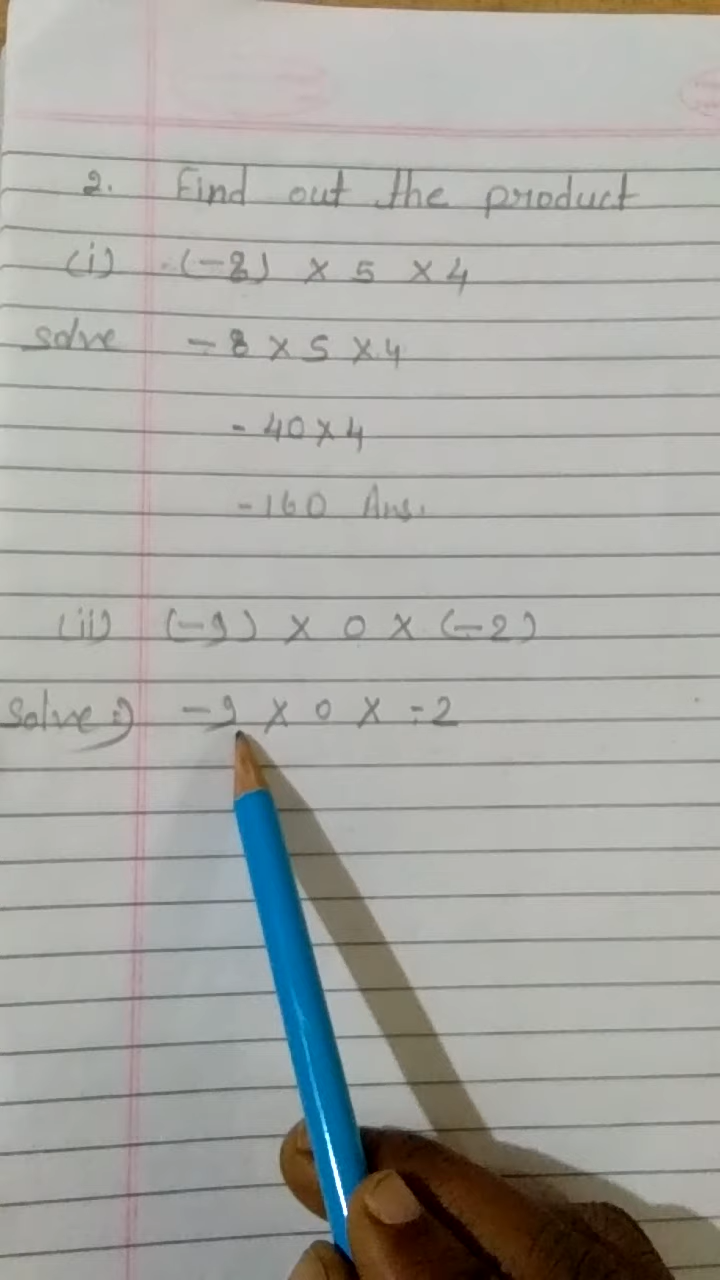 2. Find out the product
(i) (-8) × 5 × 4
solve -8 × 5 × 4
-40 × 4
-160 Ans.
(ii) (-9) × 0 × (-2)
Solve:) -9 × 0 × -2